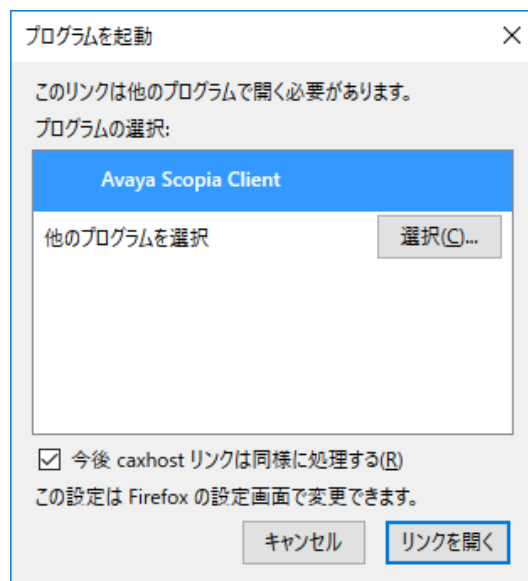 プログラムを起動
このリンクは他のプログラムで開く必要があります。
プログラムの選択:
Avaya Scopia Client
他のプログラムを選択
選択(C)...
今後 caxhost リンクは同様に処理する(R)
この設定は Firefox の設定画面で変更できます。
キャンセル
リンクを開く